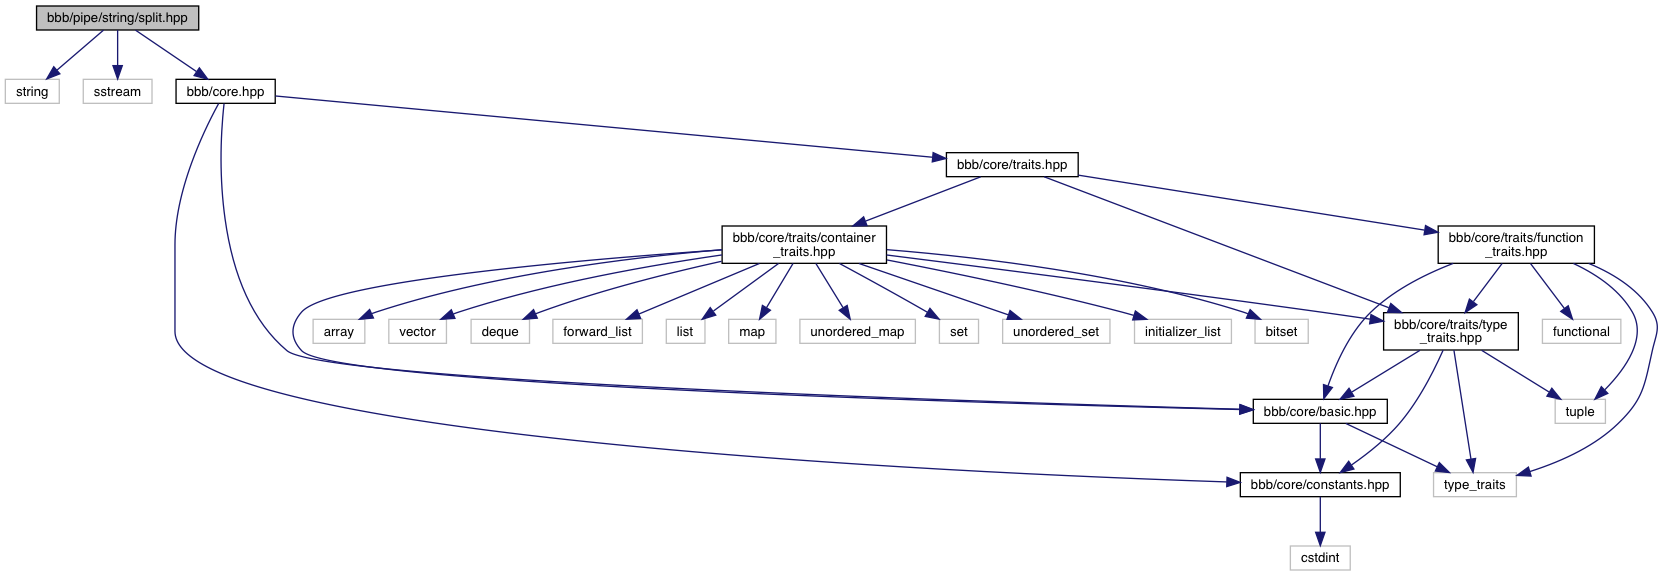 bbb/pipe/string/split.hpp
string
sstream
bbb/core.hpp
bbb/core/traits.hpp
bbb/core/traits/container
_traits.hpp
bbb/core/traits/function
_traits.hpp
array
vector
deque
forward_list
list
map
unordered_map
set
unordered_set
initializer_list
bitset
bbb/core/traits/type
_traits.hpp
functional
bbb/core/basic.hpp
tuple
bbb/core/constants.hpp
type_traits
cstdint